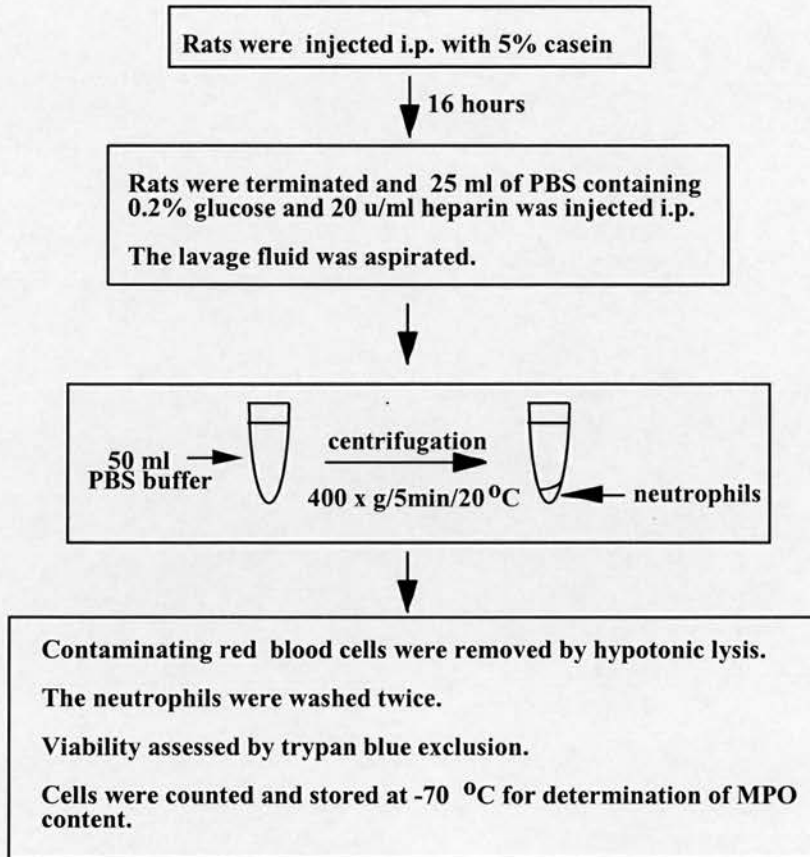 Rats were injected i.p. with 5% casein
16 hours
Rats were terminated and 25 ml of PBS containing
0.2% glucose and 20 u/ml heparin was injected i.p.
The lavage fluid was aspirated.
50 ml
PBS buffer
centrifugation
400 x g/5min/20 ºC
neutrophils
Contaminating red blood cells were removed by hypotonic lysis.
The neutrophils were washed twice.
Viability assessed by trypan blue exclusion.
Cells were counted and stored at -70 ºC for determination of MPO
content.